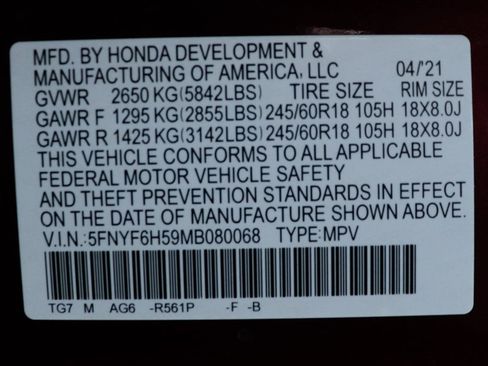 MFD. BY HONDA DEVELOPMENT &
MANUFACTURING OF AMERICA, LLC 04/'21
GVWR 2650 KG(5842LBS) TIRE SIZE RIM SIZE
GAWR F 1295 KG(2855LBS) 245/60R18 105H 18X8.0J
GAWR R 1425 KG(3142LBS) 245/60R18 105H 18X8.0J
THIS VEHICLE CONFORMS TO ALL APPLICABLE
FEDERAL MOTOR VEHICLE SAFETY
AND THEFT PREVENTION STANDARDS IN EFFECT
ON THE DATE OF MANUFACTURE SHOWN ABOVE.
V.I.N.:5FNYF6H59MB080068 TYPE:MPV
TG7 M AG6 -R561P -F -B